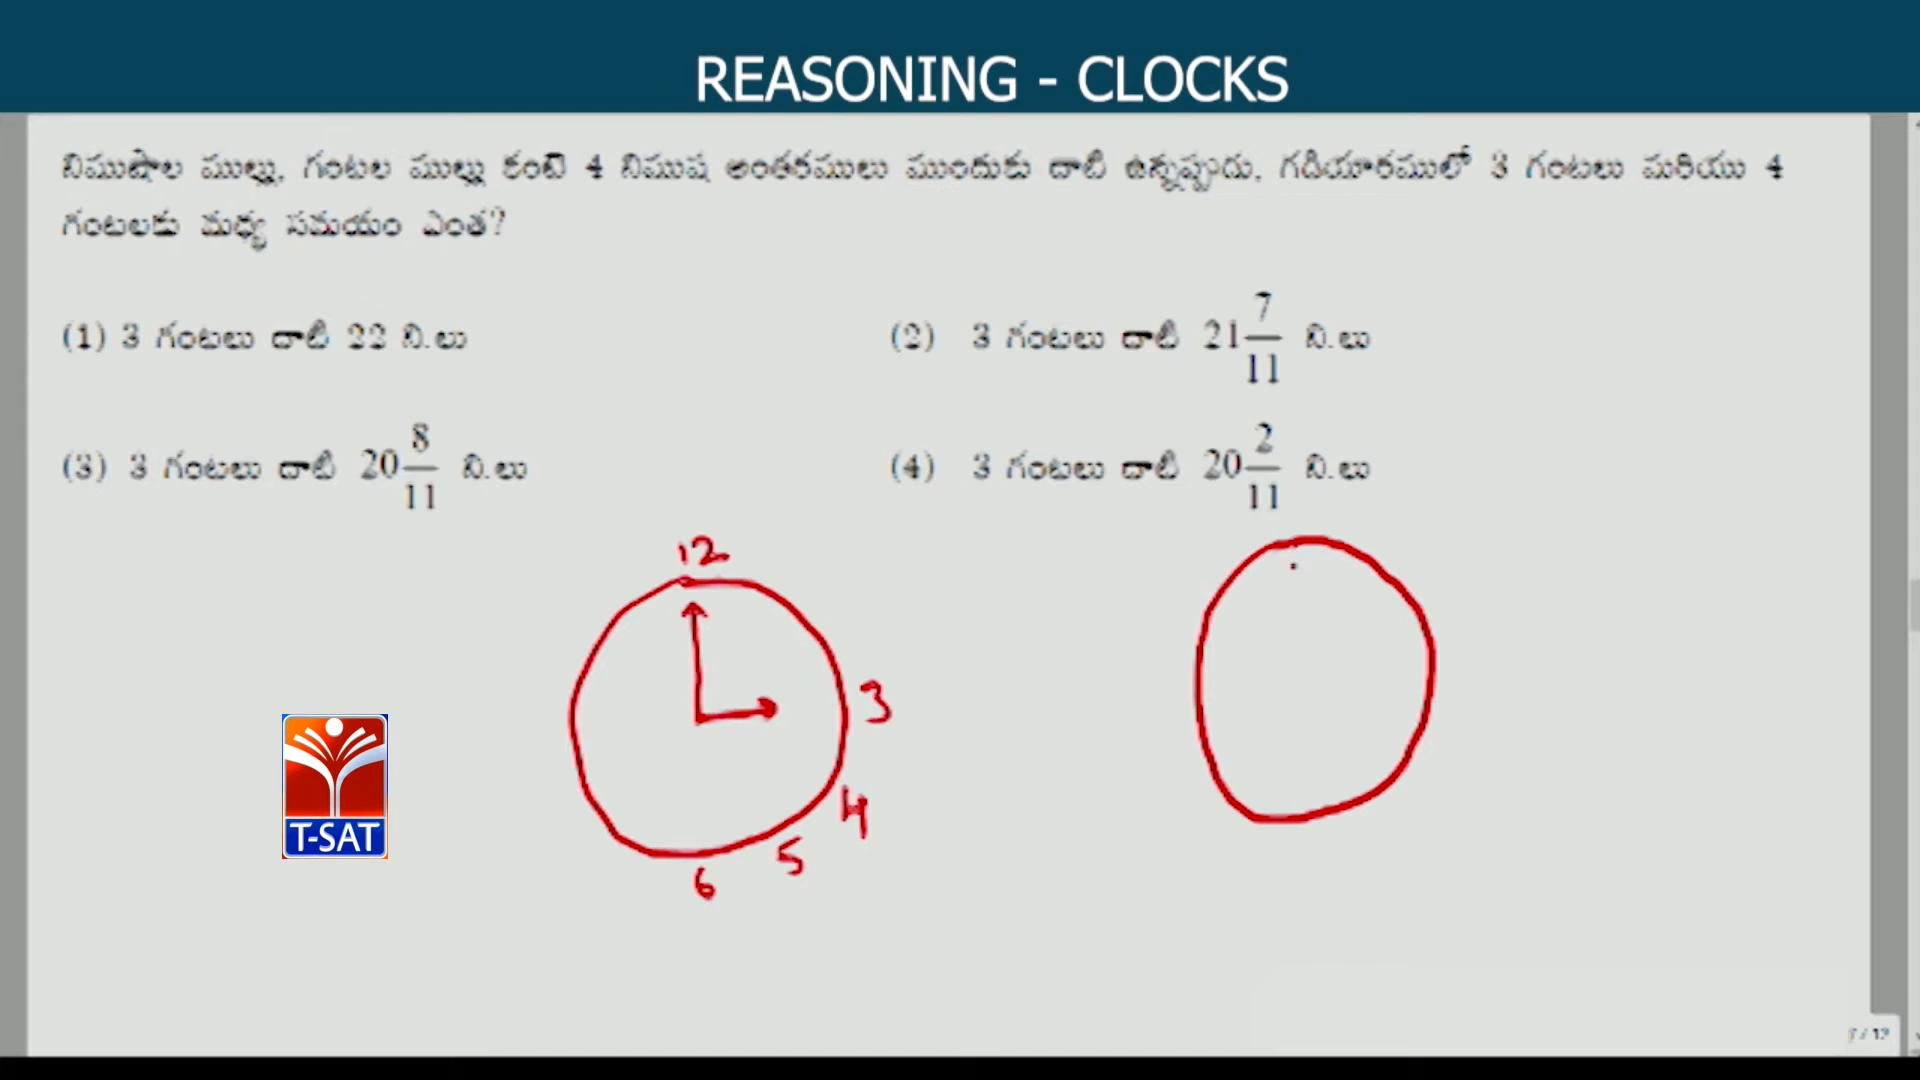 REASONING - CLOCKS
నిముషాల ముల్లు, గంటల ముల్లు కంటె 4 నిముష అంతరములు ముందుకు దాటి ఉన్నప్పుడు, గడియారములో 3 గంటలు మరియు 4
గంటలకు మధ్య సమయం ఎంత?
(1) 3 గంటలు దాటి 22 ని.లు
(2) 3 గంటలు దాటి 21 7/11 ని.లు
(3) 3 గంటలు దాటి 20 8/11 ని.లు
(4) 3 గంటలు దాటి 20 2/11 ని.లు
12
3
4
5
6
T-SAT